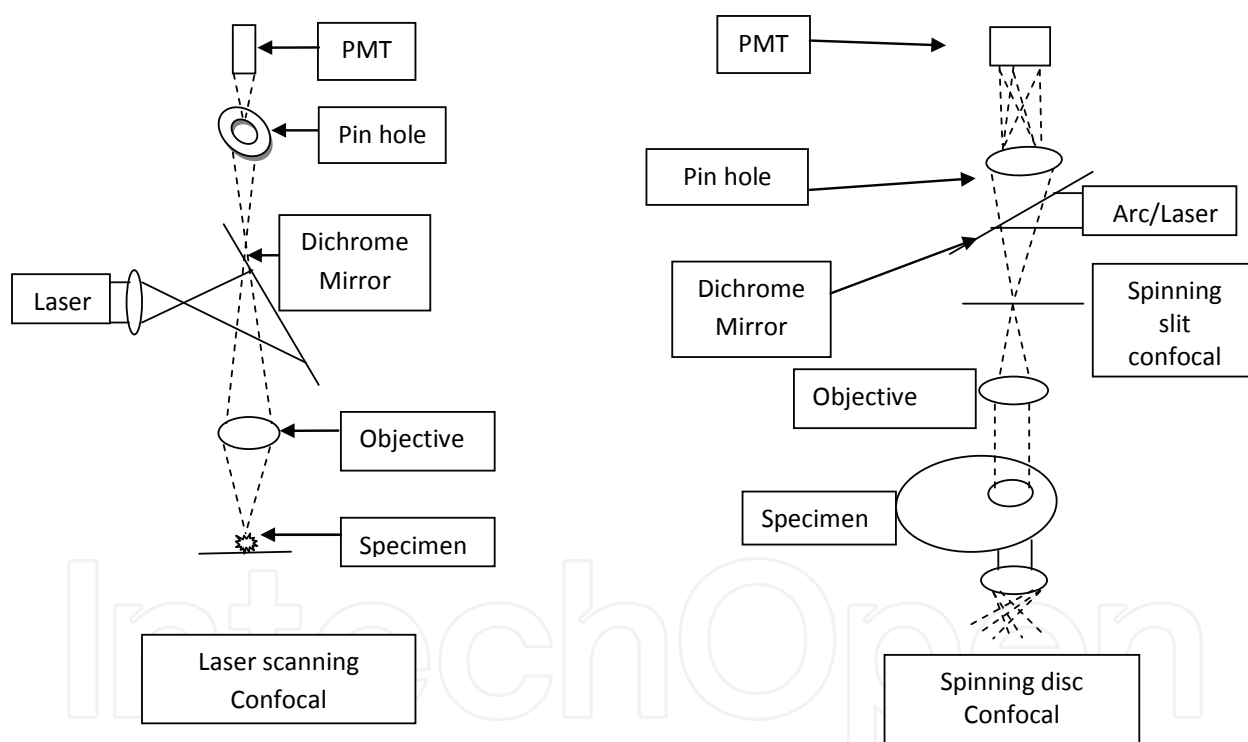 PMT
Pin hole
Dichrome
Mirror
Laser
Objective
Specimen
Laser scanning
Confocal
PMT
Pin hole
Arc/Laser
Dichrome
Mirror
Spinning
slit
confocal
Objective
Specimen
Spinning disc
Confocal
IntechOpen